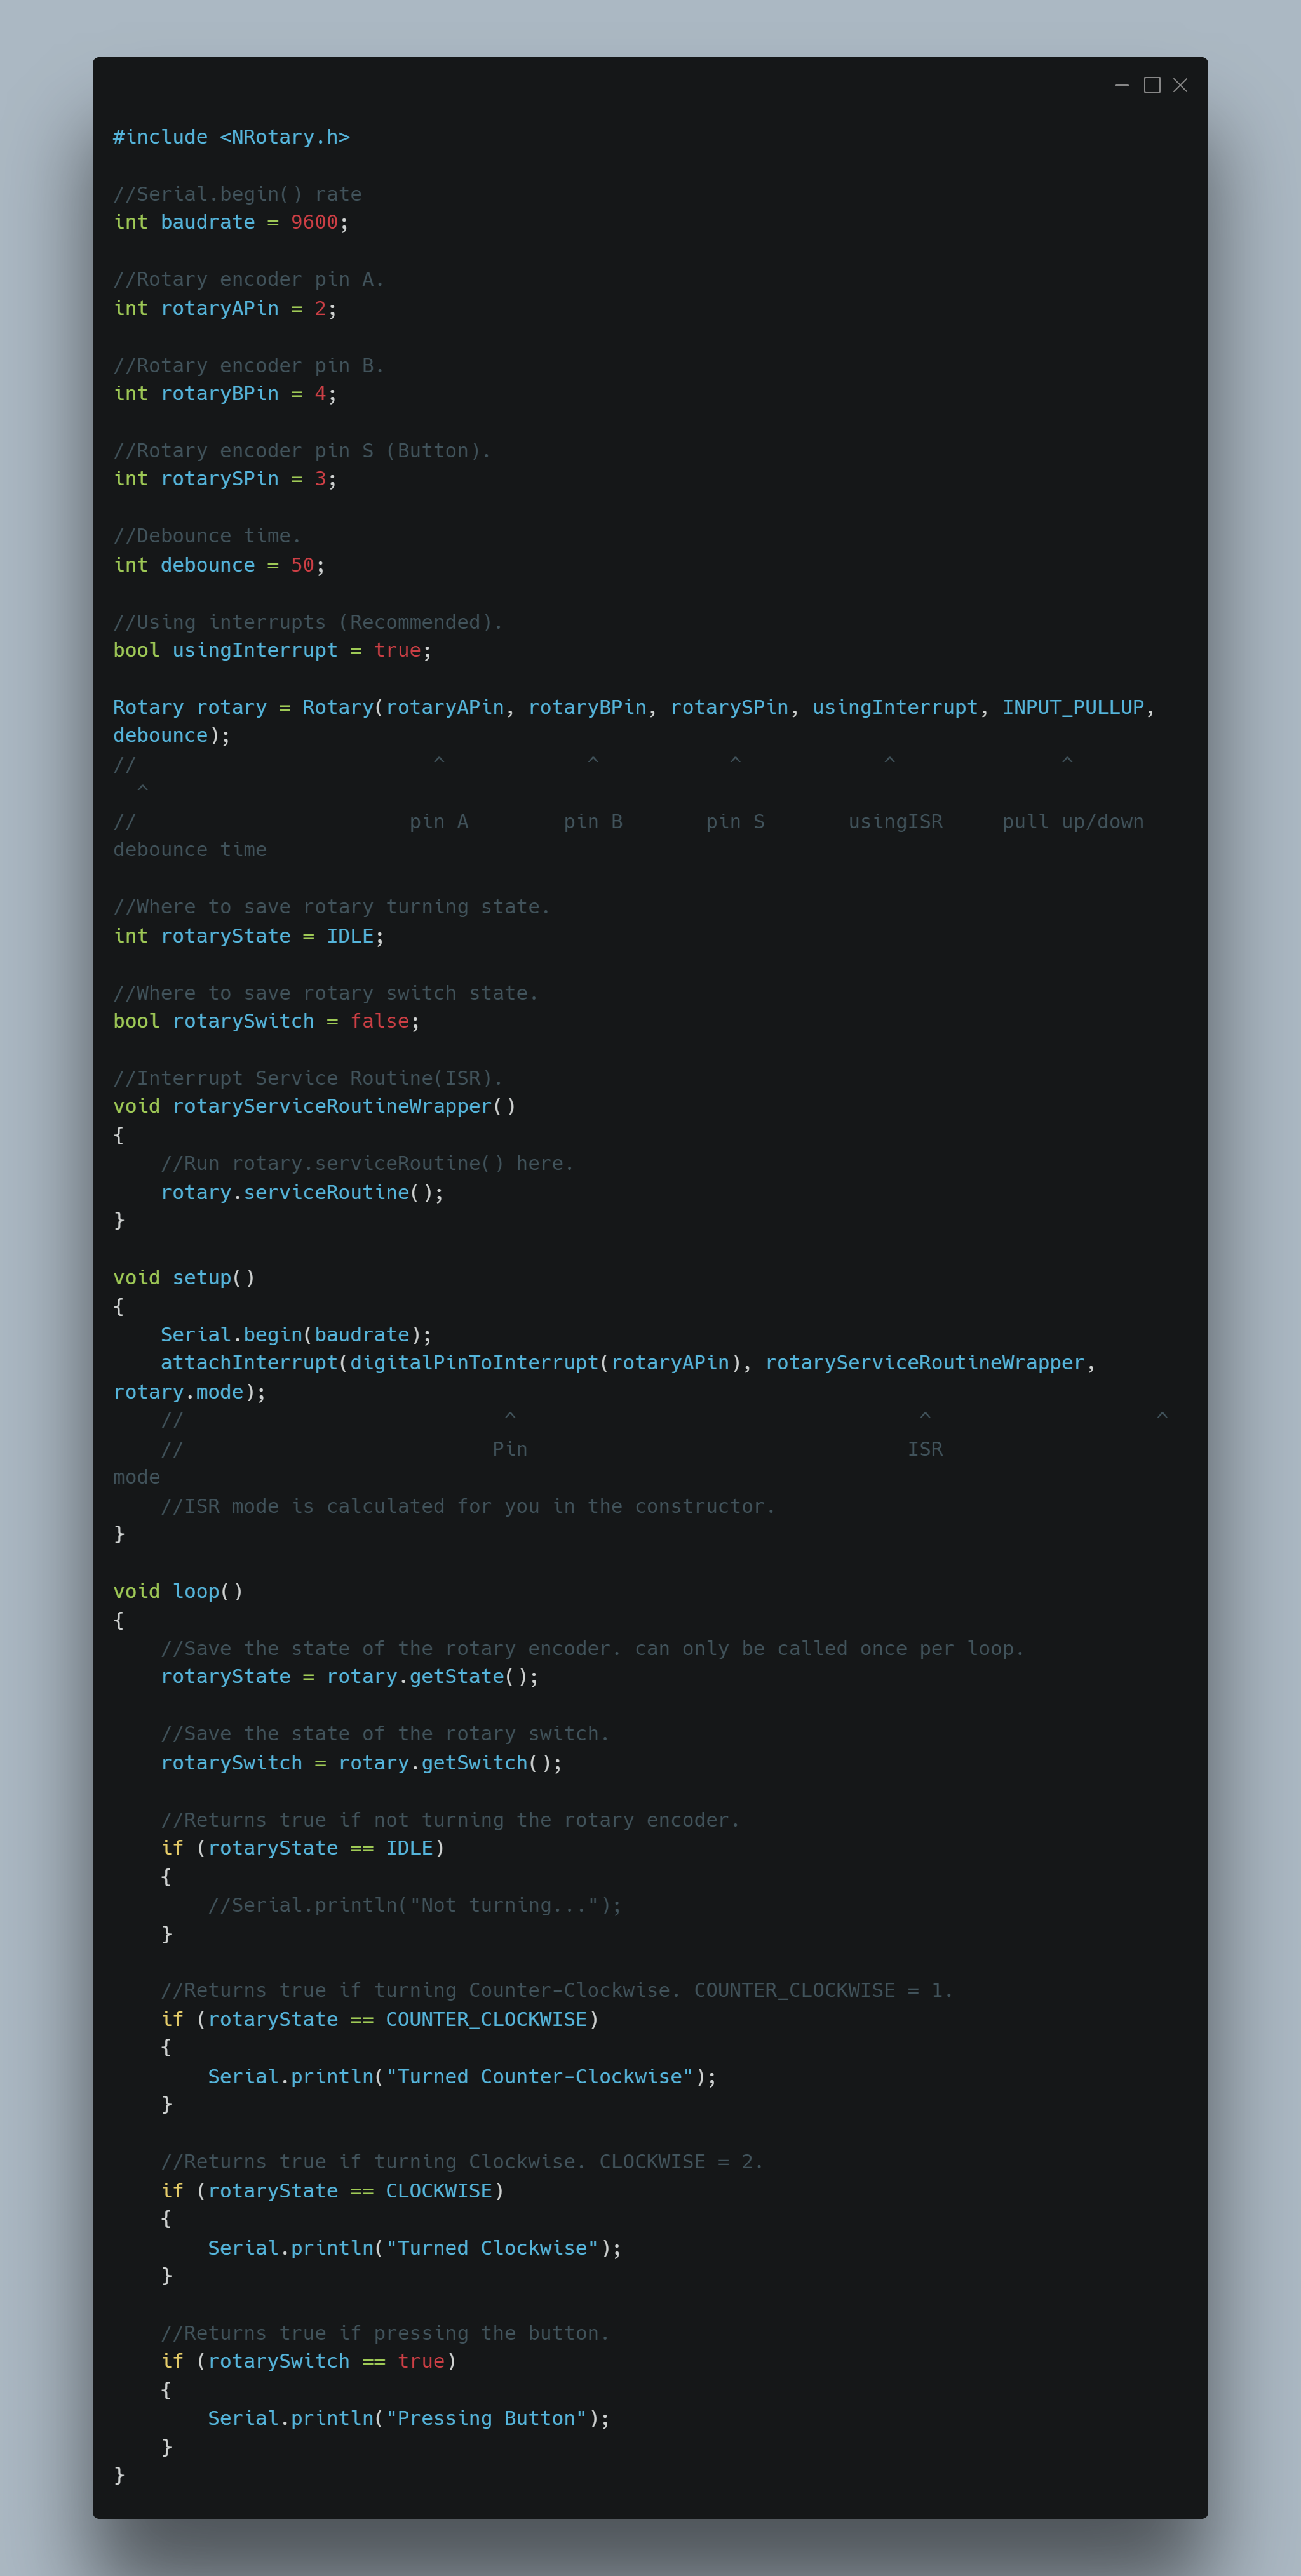 #include <NRotary.h>

//Serial.begin() rate
int baudrate = 9600;

//Rotary encoder pin A.
int rotaryAPin = 2;

//Rotary encoder pin B.
int rotaryBPin = 4;

//Rotary encoder pin S (Button).
int rotarySPin = 3;

//Debounce time.
int debounce = 50;

//Using interrupts (Recommended).
bool usingInterrupt = true;

Rotary rotary = Rotary(rotaryAPin, rotaryBPin, rotarySPin, usingInterrupt, INPUT_PULLUP,
debounce);
//                         ^            ^           ^            ^              ^
  ^
//                       pin A        pin B       pin S       usingISR     pull up/down
debounce time

//Where to save rotary turning state.
int rotaryState = IDLE;

//Where to save rotary switch state.
bool rotarySwitch = false;

//Interrupt Service Routine(ISR).
void rotaryServiceRoutineWrapper()
{
    //Run rotary.serviceRoutine() here.
    rotary.serviceRoutine();
}

void setup()
{
    Serial.begin(baudrate);
    attachInterrupt(digitalPinToInterrupt(rotaryAPin), rotaryServiceRoutineWrapper,
rotary.mode);
    //                           ^                                  ^                   ^
    //                          Pin                                ISR
mode
    //ISR mode is calculated for you in the constructor.
}

void loop()
{
    //Save the state of the rotary encoder. can only be called once per loop.
    rotaryState = rotary.getState();

    //Save the state of the rotary switch.
    rotarySwitch = rotary.getSwitch();

    //Returns true if not turning the rotary encoder.
    if (rotaryState == IDLE)
    {
        //Serial.println("Not turning...");
    }

    //Returns true if turning Counter-Clockwise. COUNTER_CLOCKWISE = 1.
    if (rotaryState == COUNTER_CLOCKWISE)
    {
        Serial.println("Turned Counter-Clockwise");
    }

    //Returns true if turning Clockwise. CLOCKWISE = 2.
    if (rotaryState == CLOCKWISE)
    {
        Serial.println("Turned Clockwise");
    }

    //Returns true if pressing the button.
    if (rotarySwitch == true)
    {
        Serial.println("Pressing Button");
    }
}